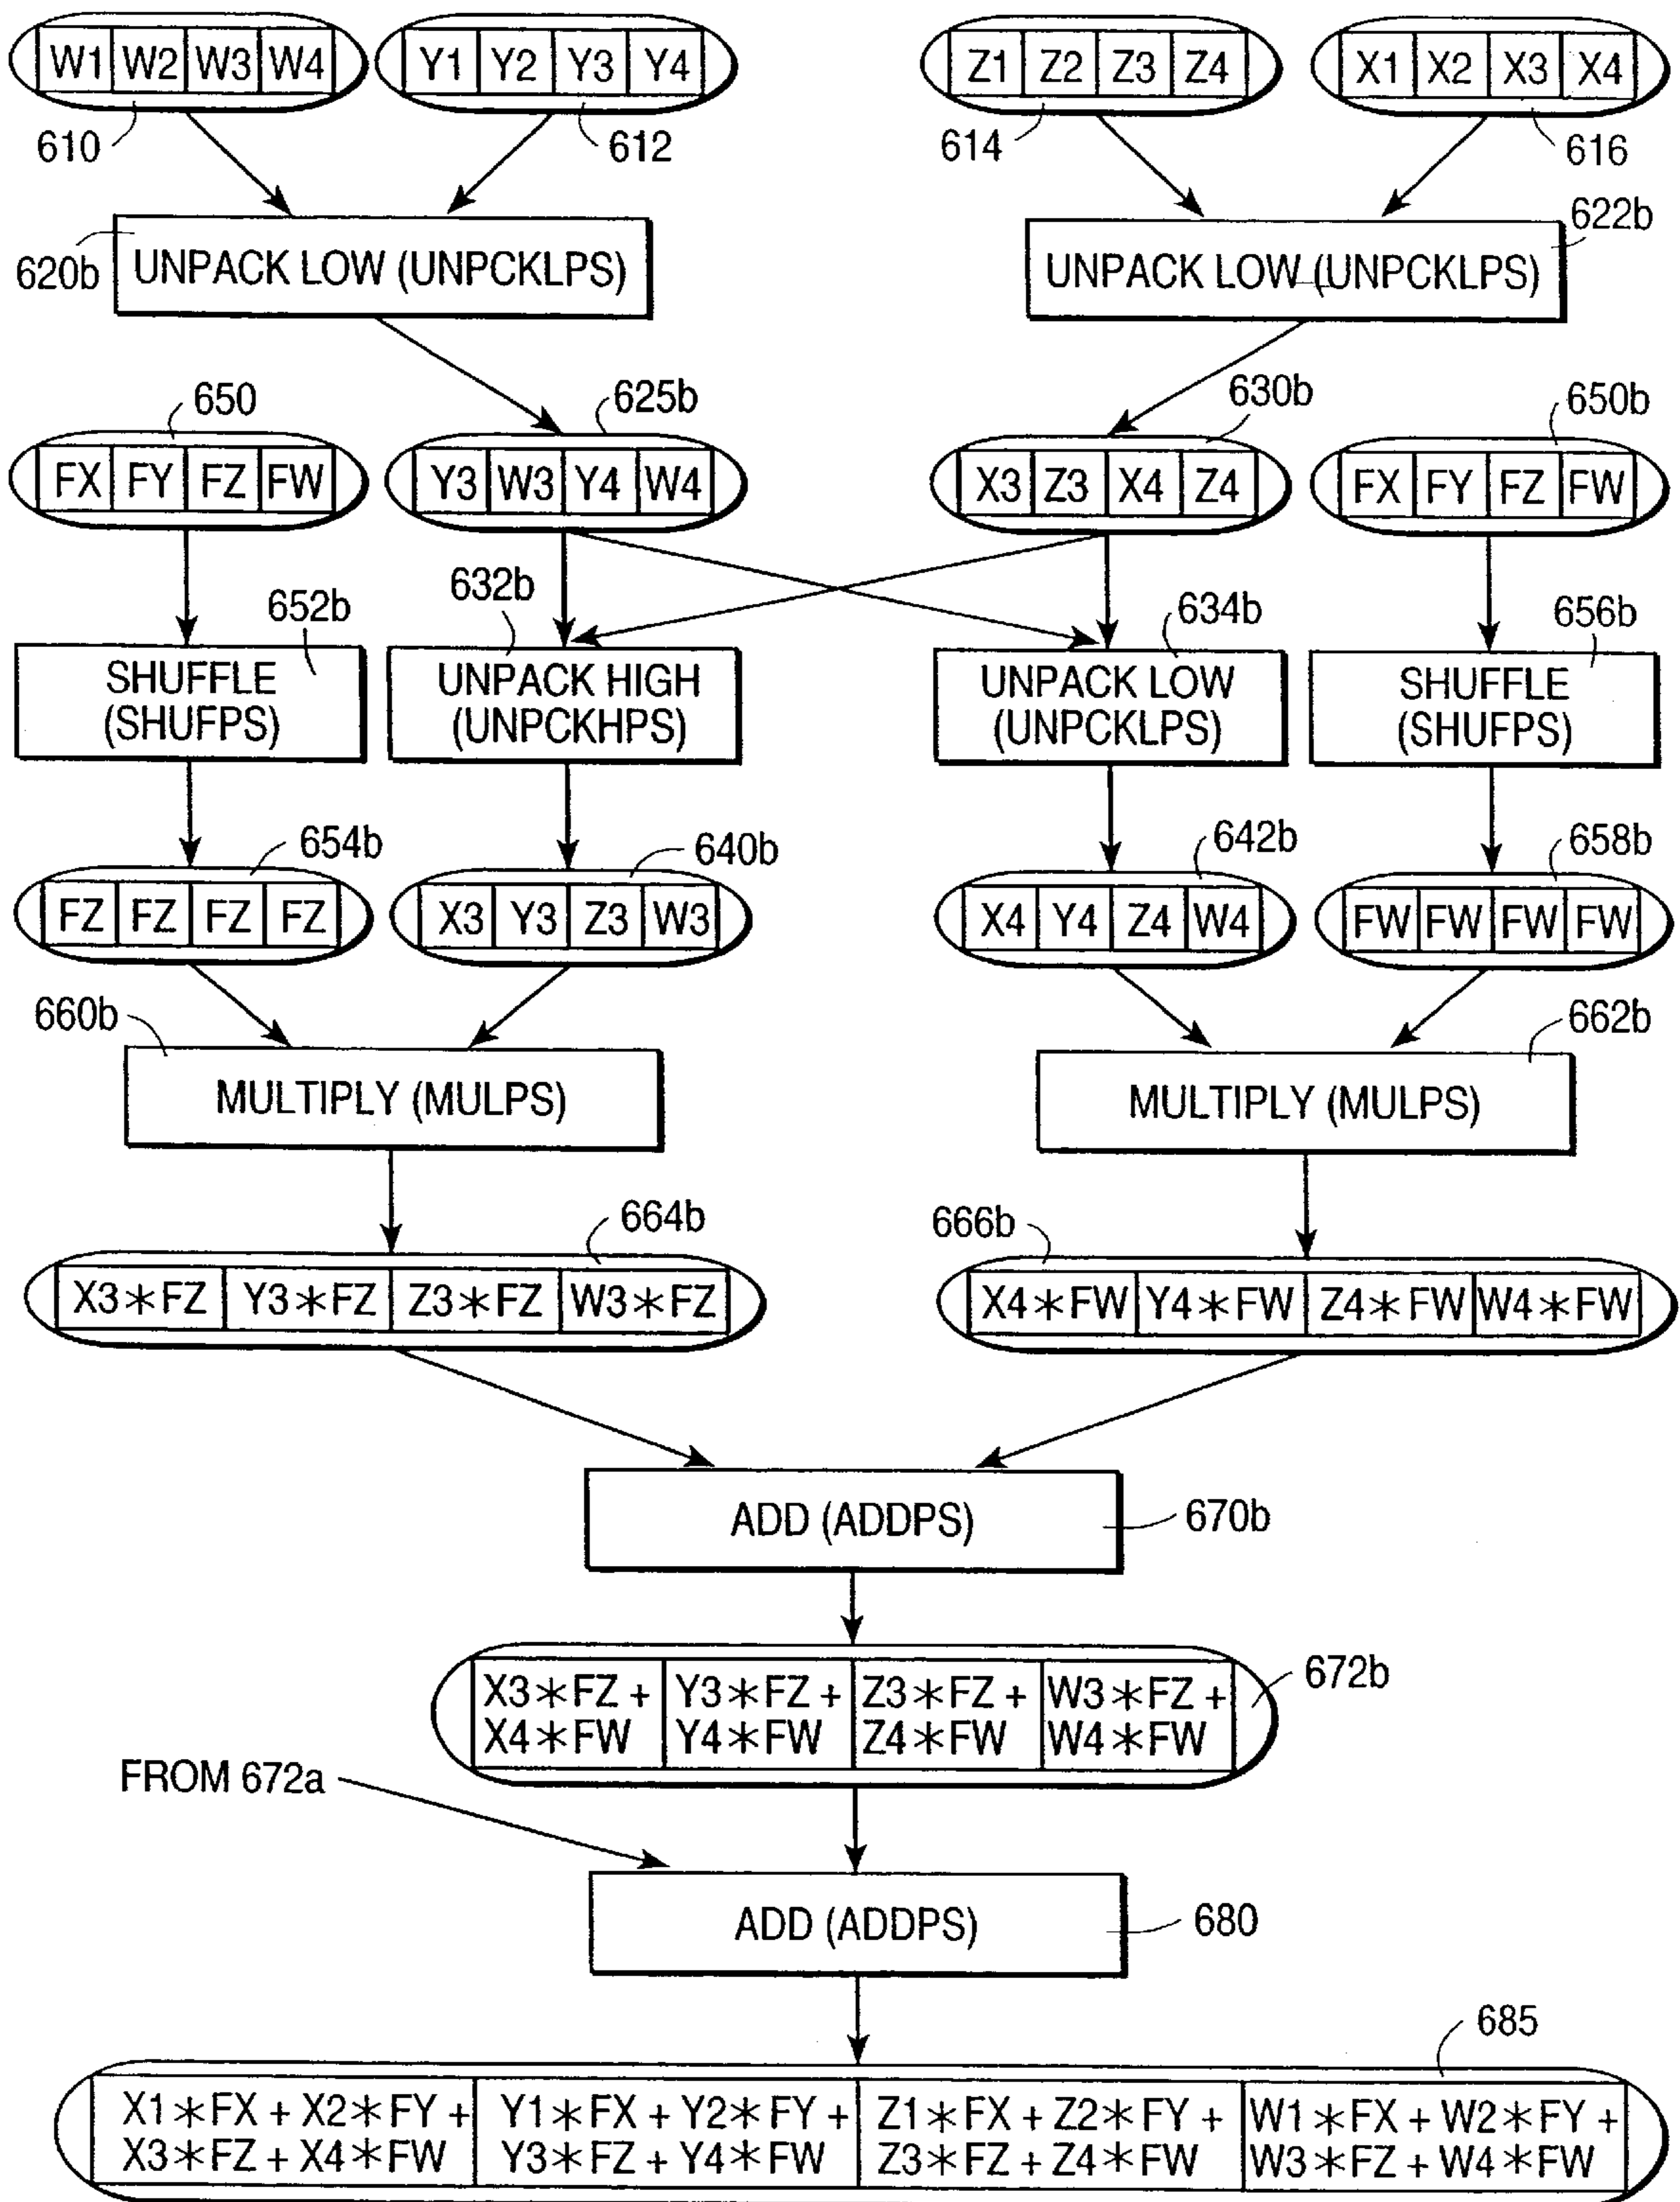 W1 W2 W3 W4
Y1 Y2 Y3 Y4
Z1 Z2 Z3 Z4
X1 X2 X3 X4
610
612
614
616
620b
UNPACK LOW (UNPCKLPS)
622b
UNPACK LOW (UNPCKLPS)
650
625b
630b
650b
FX FY FZ FW
Y3 W3 Y4 W4
X3 Z3 X4 Z4
FX FY FZ FW
652b
632b
634b
656b
SHUFFLE
(SHUFPS)
UNPACK HIGH
(UNPCKHPS)
UNPACK LOW
(UNPCKLPS)
SHUFFLE
(SHUFPS)
654b
640b
642b
658b
FZ FZ FZ FZ
X3 Y3 Z3 W3
X4 Y4 Z4 W4
FW FW FW FW
660b
662b
MULTIPLY (MULPS)
MULTIPLY (MULPS)
664b
666b
X3*FZ Y3*FZ Z3*FZ W3*FZ
X4*FW Y4*FW Z4*FW W4*FW
ADD (ADDPS)
670b
672b
X3*FZ + Y3*FZ + Z3*FZ + W3*FZ +
X4*FW Y4*FW Z4*FW W4*FW
FROM 672a
ADD (ADDPS)
680
685
X1*FX + X2*FY + Y1*FX + Y2*FY + Z1*FX + Z2*FY + W1*FX + W2*FY +
X3*FZ + X4*FW Y3*FZ + Y4*FW Z3*FZ + Z4*FW W3*FZ + W4*FW